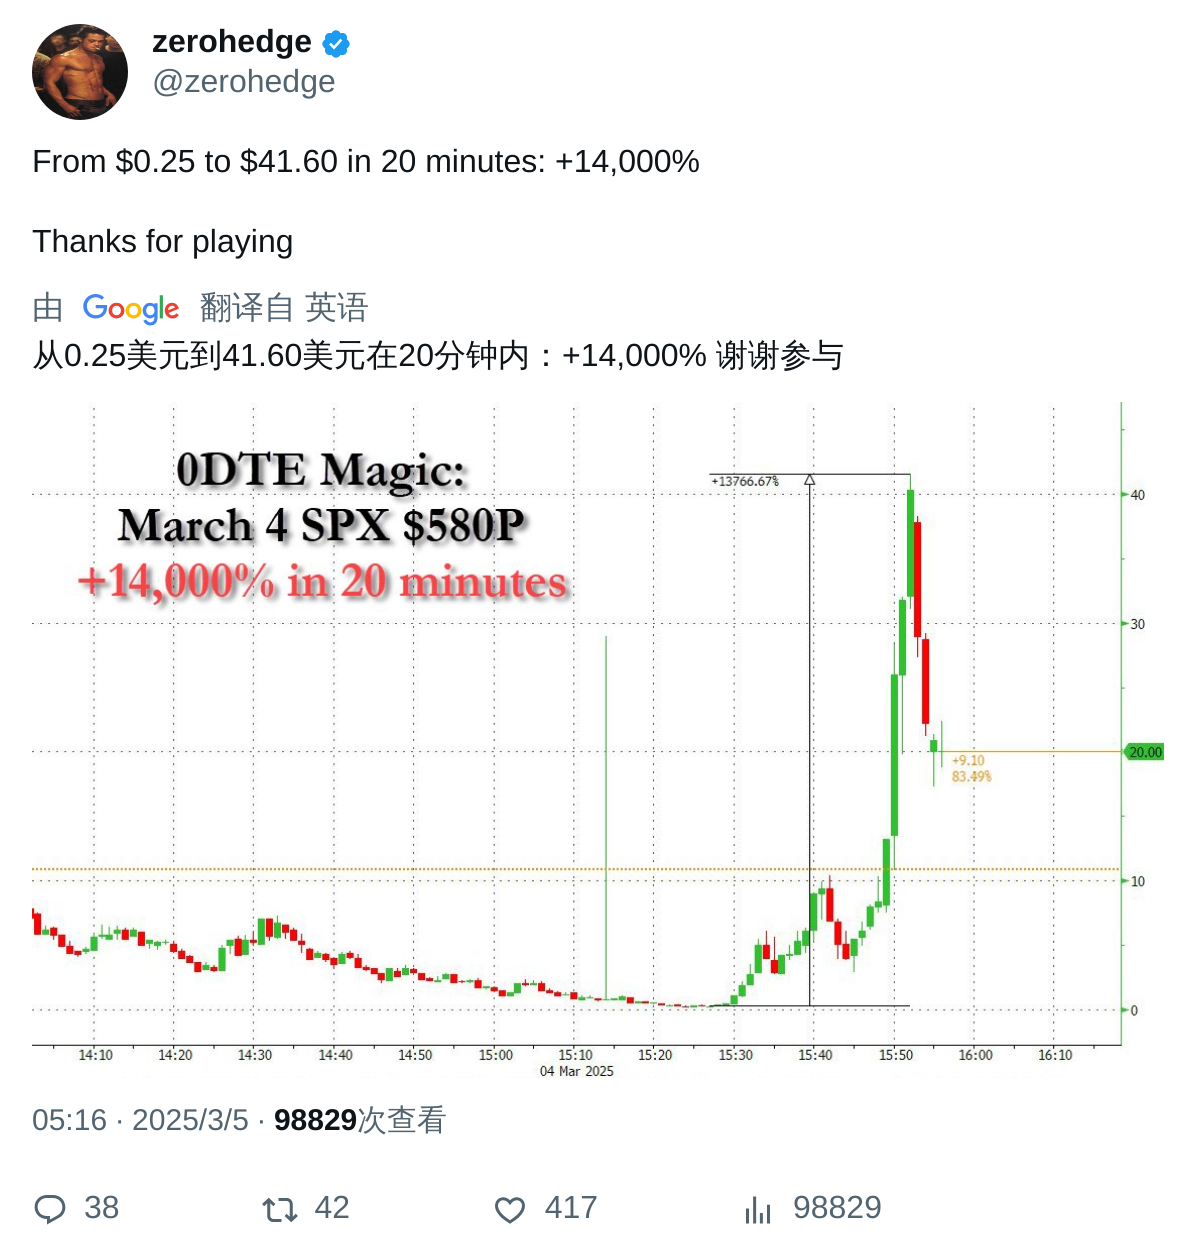 zerohedge
@zerohedge
From $0.25 to $41.60 in 20 minutes: +14,000%
Thanks for playing
由 Google 翻译自 英语
从0.25美元到41.60美元在20分钟内：+14,000% 谢谢参与
0DTE Magic:
March 4 SPX $580P
+14,000% in 20 minutes
+13766.67%
40
30
20.00
+9.10
83.49%
10
0
14:10 14:20 14:30 14:40 14:50 15:00 15:10 15:20 15:30 15:40 15:50 16:00 16:10
04 Mar 2025
05:16 · 2025/3/5 · 98829次查看
38 42 417 98829